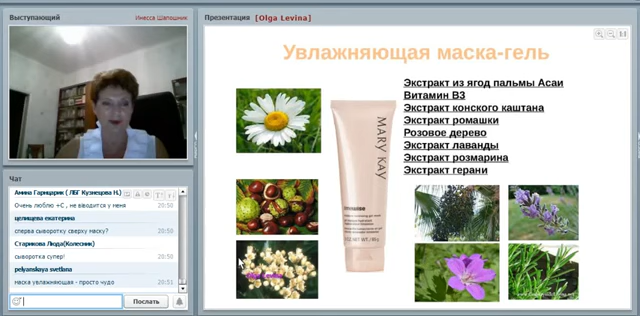 Выступающий
Инесса Шапошник
Чат
Амина Гарицарик ( ЛБГ Кузнецова Н.)
Очень люблю +С , не вводится у меня 20:50
целищева екатерина
сперва сыворотку сверху маску? 20:50
Старикова Люда(Колесник)
сыворотка супер! 20:50
pelyanskaya svetlana
маска увлажняющая - просто чудо 20:51
Послать
Презентация [Olga Levina]
Увлажняющая маска-гель
Экстракт из ягод пальмы Асаи
Витамин В3
Экстракт конского каштана
Экстракт ромашки
Розовое дерево
Экстракт лаванды
Экстракт розмарина
Экстракт герани
MARY KAY